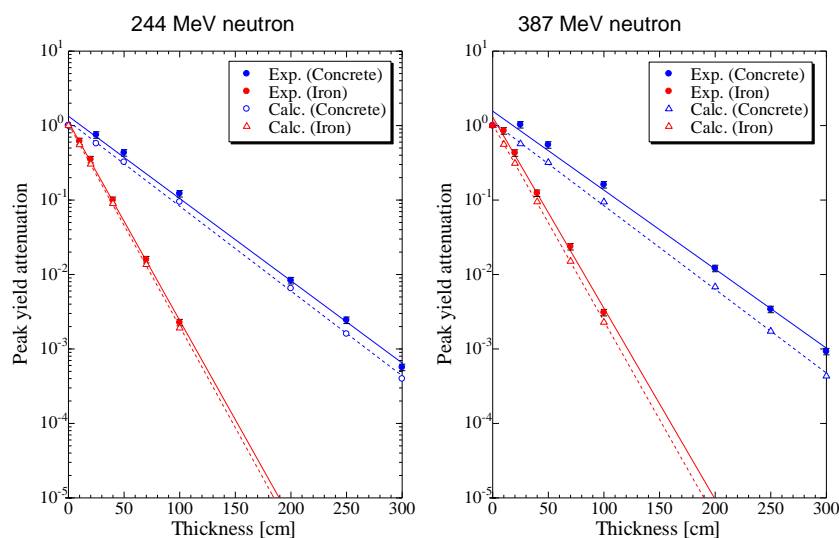 244 MeV neutron
10^1
10^0
10^-1
10^-2
10^-3
10^-4
10^-5
0
50
100
150
200
250
300
Peak yield attenuation
Thickness [cm]
Exp. (Concrete)
Exp. (Iron)
Calc. (Concrete)
Calc. (Iron)
387 MeV neutron
10^1
10^0
10^-1
10^-2
10^-3
10^-4
10^-5
0
50
100
150
200
250
300
Peak yield attenuation
Thickness [cm]
Exp. (Concrete)
Exp. (Iron)
Calc. (Concrete)
Calc. (Iron)